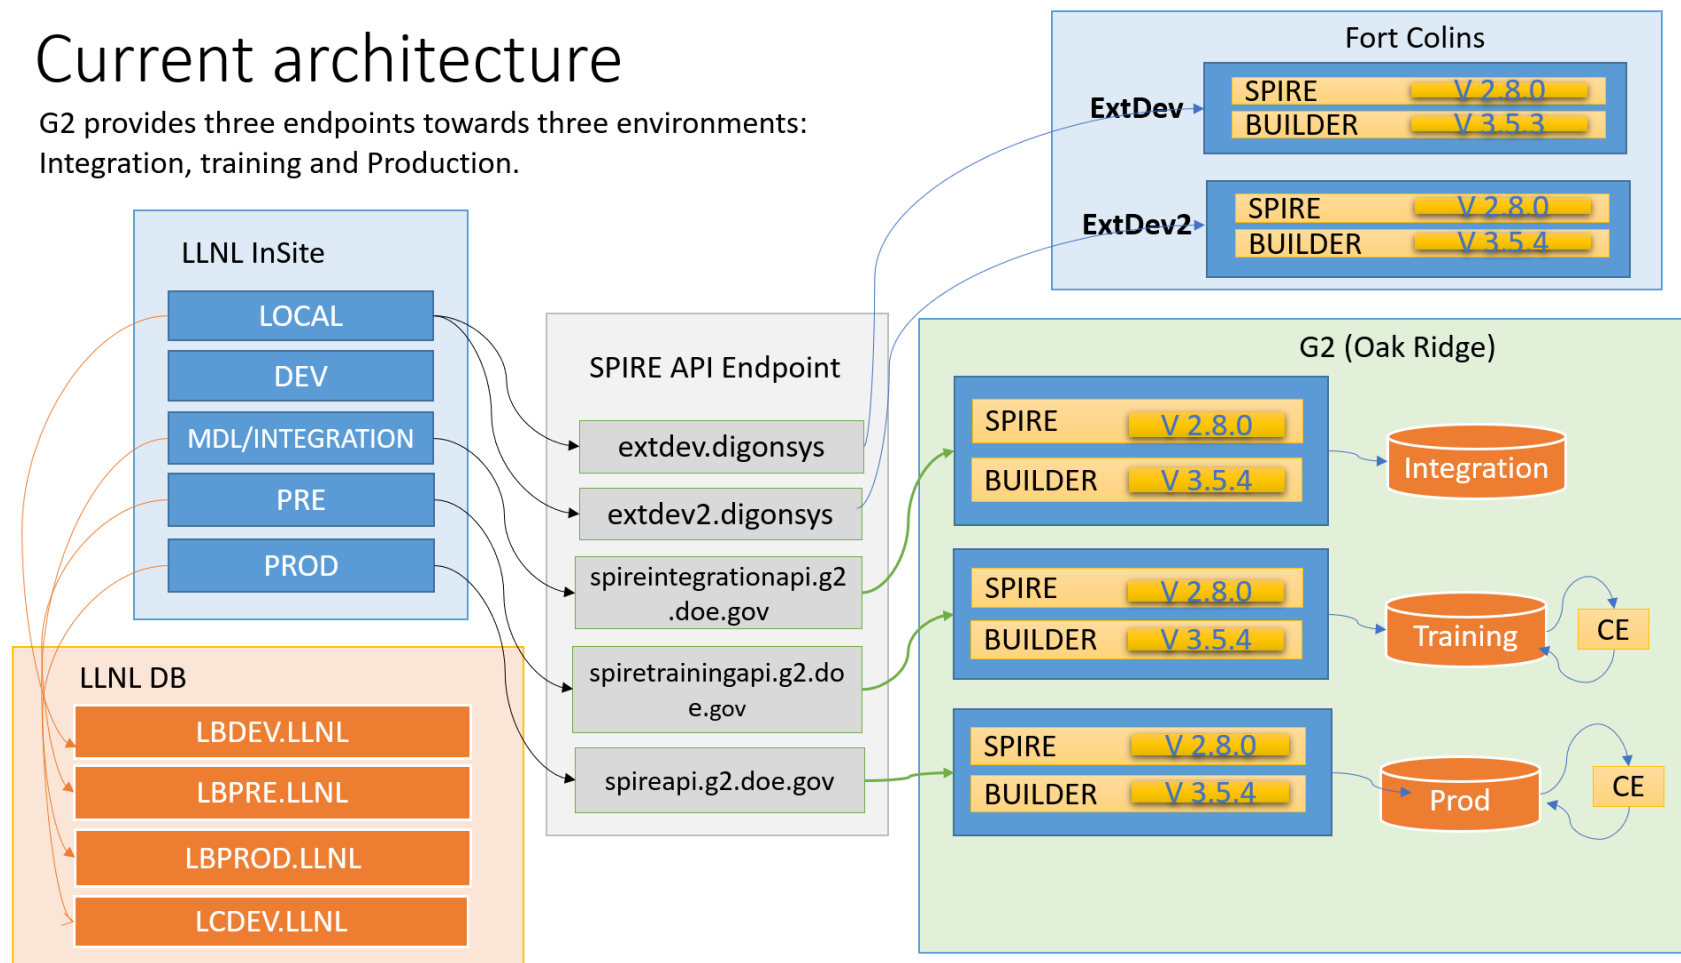 Current architecture
G2 provides three endpoints towards three environments:
Integration, training and Production.
Fort Colins
ExtDev
SPIRE V 2.8.0
BUILDER V 3.5.3
ExtDev2
SPIRE V 2.8.0
BUILDER V 3.5.4
LLNL InSite
LOCAL
DEV
MDL/INTEGRATION
PRE
PROD
LLNL DB
LBDEV.LLNL
LBPRE.LLNL
LBPROD.LLNL
LCDEV.LLNL
SPIRE API Endpoint
extdev.digonsys
extdev2.digonsys
spireintegrationapi.g2
.doe.gov
spiretrainingapi.g2.do
e.gov
spireapi.g2.doe.gov
G2 (Oak Ridge)
SPIRE V 2.8.0
BUILDER V 3.5.4
Integration
SPIRE V 2.8.0
BUILDER V 3.5.4
Training
CE
SPIRE V 2.8.0
BUILDER V 3.5.4
Prod
CE